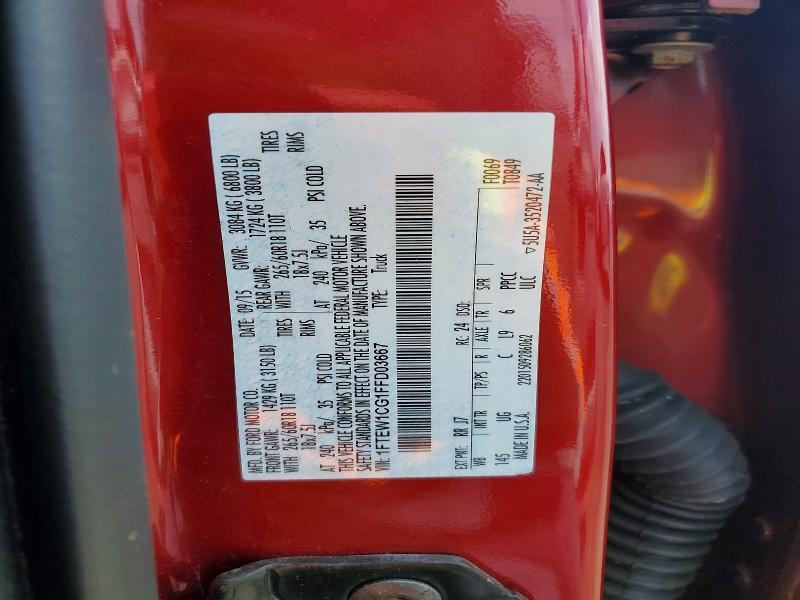 MFD. BY FORD MOTOR CO. DATE: 09/15 GVWR: 3084 KG ( 6800 LB)
FRONT GAWR: 1429 KG ( 3150 LB) REAR GAWR: 1724 KG ( 3800 LB)
WITH 265/60R18 110T TIRES WITH 265/60R18 110T TIRES
18x7.5J RIMS 18x7.5J RIMS
AT 240 kPa/ 35 PSI COLD AT 240 kPa/ 35 PSI COLD
THIS VEHICLE CONFORMS TO ALL APPLICABLE FEDERAL MOTOR VEHICLE
SAFETY STANDARDS IN EFFECT ON THE DATE OF MANUFACTURE SHOWN ABOVE.
VIN: 1FTEW1CG1FFD03667 TYPE: Truck
EXT PNT: RR J7 RC: 24 DSO: F0069
WB INTTR TP/PS R AXLE TR SPR T0849
145 UG C L9 6 PPCC
MADE IN U.S.A. 2201509286062 ULC ▽5U5A-3520472-AA